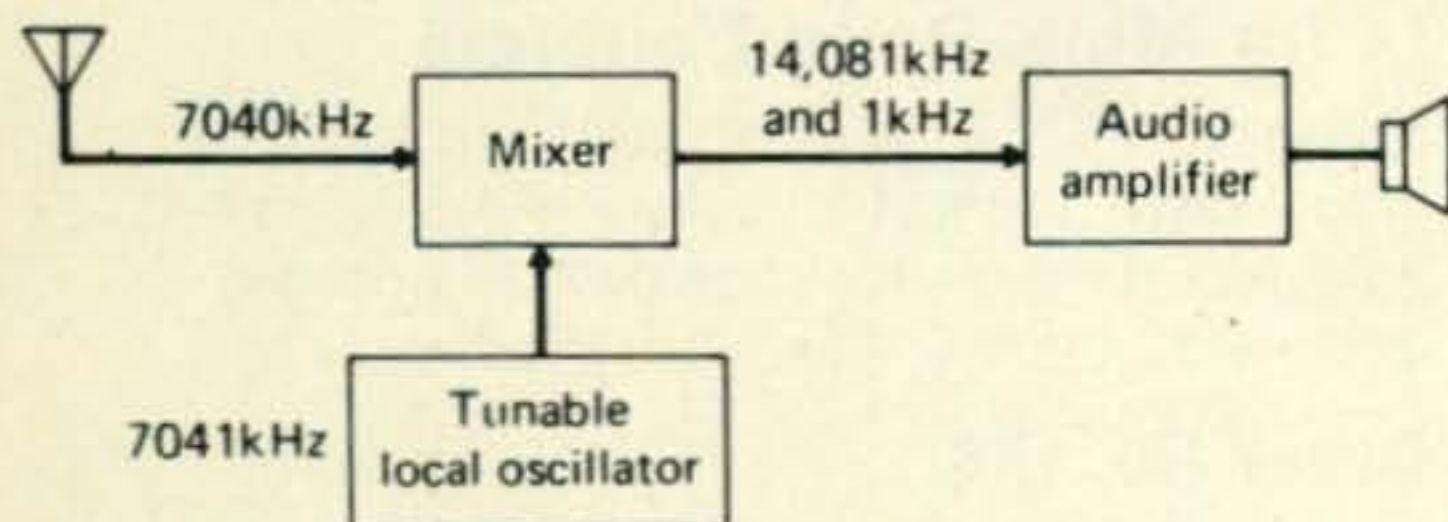 7040kHz
Mixer
14,081kHz
and 1kHz
Audio
amplifier
7041kHz
Tunable
local oscillator